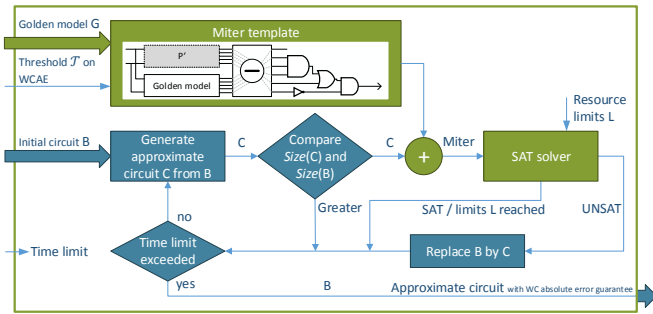 Golden model G
Miter template
P'
Golden model
Threshold 𝒯 on
WCAE
Resource
limits L
Initial circuit B
Generate
approximate
circuit C from B
C
Compare
Size(C) and
Size(B)
C
+
Miter
SAT solver
Greater
SAT / limits L reached
UNSAT
no
Time limit
Time limit
exceeded
Replace B by C
yes
B
Approximate circuit with WC absolute error guarantee